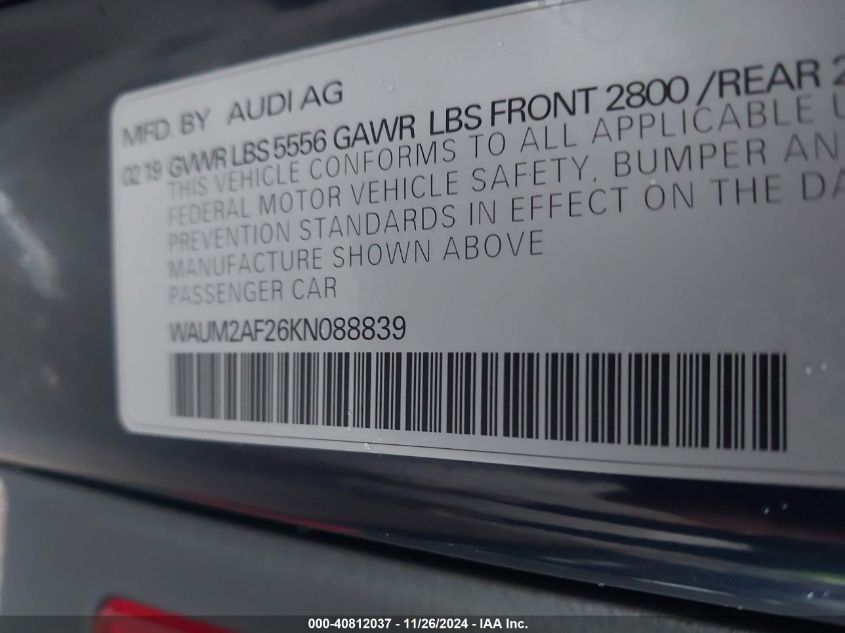 MFD. BY AUDI AG
02 19 GVWR LBS 5556 GAWR LBS FRONT 2800 /REAR 2
THIS VEHICLE CONFORMS TO ALL APPLICABLE
FEDERAL MOTOR VEHICLE SAFETY, BUMPER AN
PREVENTION STANDARDS IN EFFECT ON THE DA
MANUFACTURE SHOWN ABOVE
PASSENGER CAR
WAUM2AF26KN088839
000-40812037 - 11/26/2024 - IAA Inc.